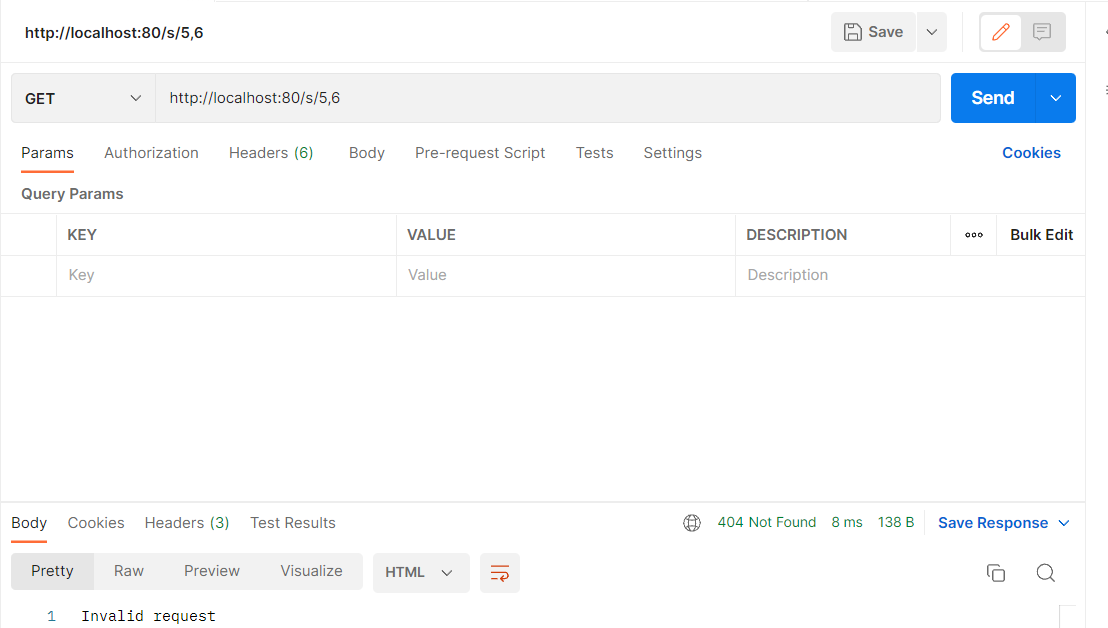 http://localhost:80/s/5,6 Save
GET http://localhost:80/s/5,6 Send
Params Authorization Headers (6) Body Pre-request Script Tests Settings Cookies
Query Params
KEY VALUE DESCRIPTION Bulk Edit
Key Value Description
Body Cookies Headers (3) Test Results 404 Not Found 8 ms 138 B Save Response
Pretty Raw Preview Visualize HTML
1 Invalid request